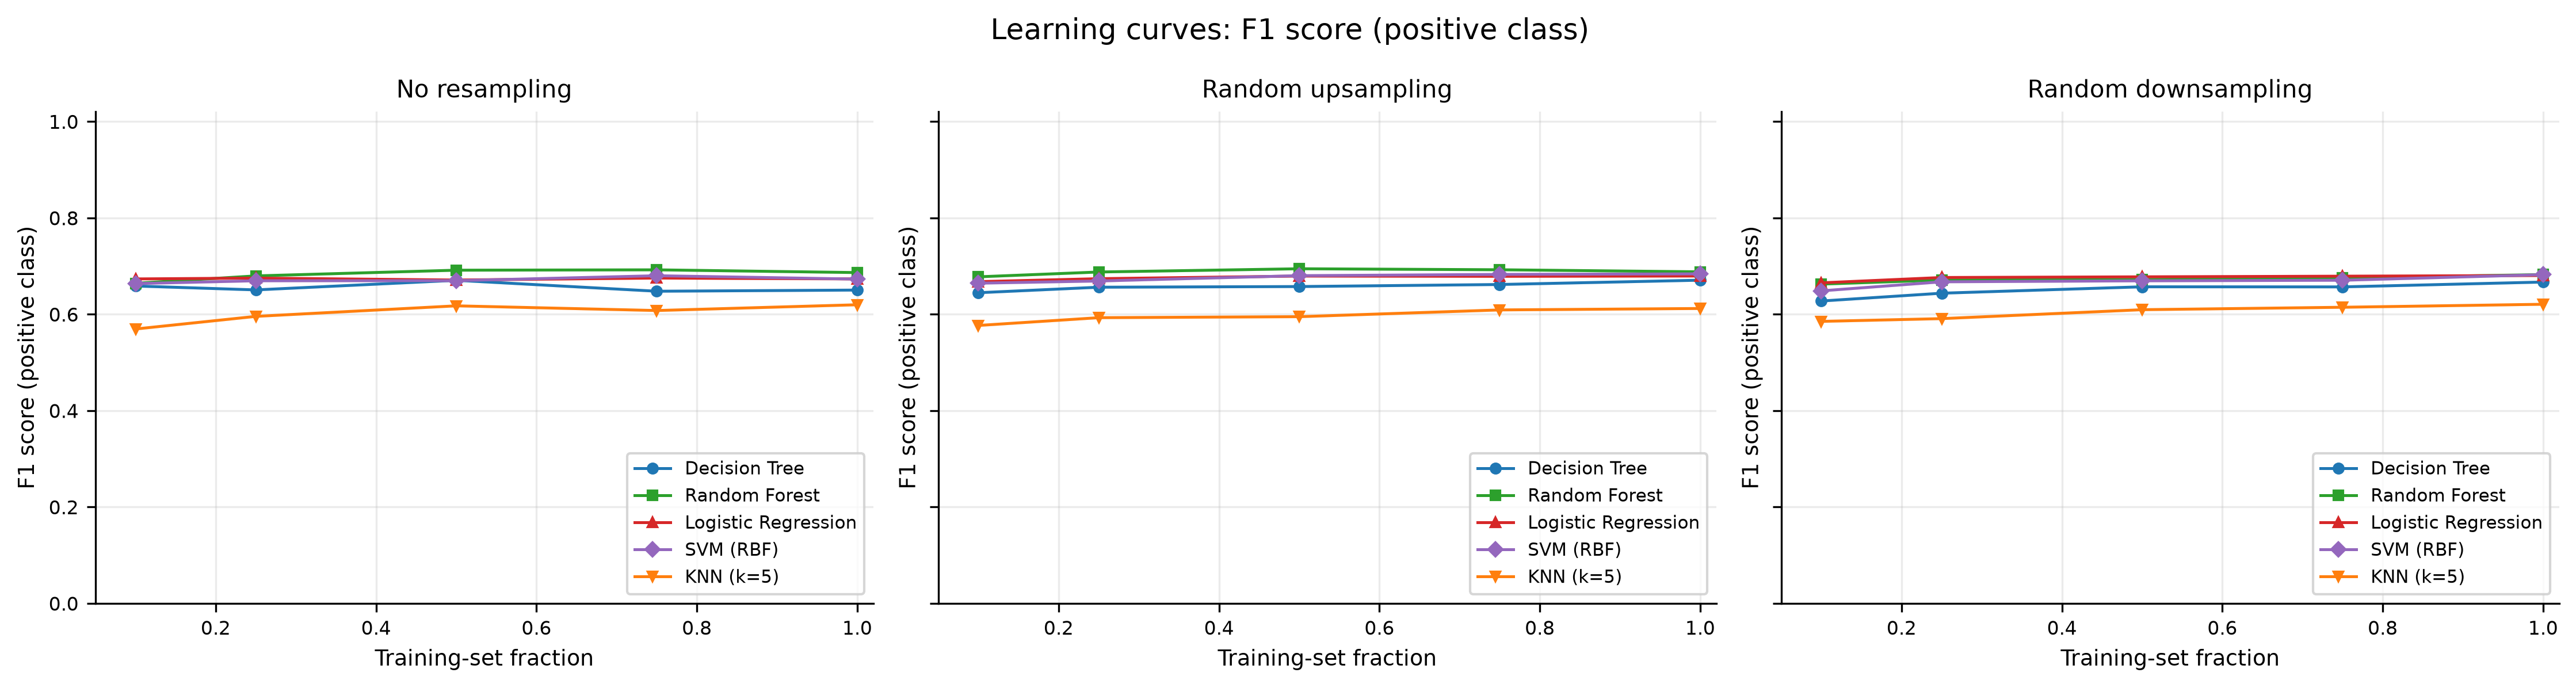 Learning curves: F1 score (positive class)
No resampling
F1 score (positive class)
1.0
0.8
0.6
0.4
0.2
0.0
0.2
0.4
0.6
0.8
1.0
Training-set fraction
Decision Tree
Random Forest
Logistic Regression
SVM (RBF)
KNN (k=5)
Random upsampling
F1 score (positive class)
0.2
0.4
0.6
0.8
1.0
Training-set fraction
Decision Tree
Random Forest
Logistic Regression
SVM (RBF)
KNN (k=5)
Random downsampling
F1 score (positive class)
0.2
0.4
0.6
0.8
1.0
Training-set fraction
Decision Tree
Random Forest
Logistic Regression
SVM (RBF)
KNN (k=5)